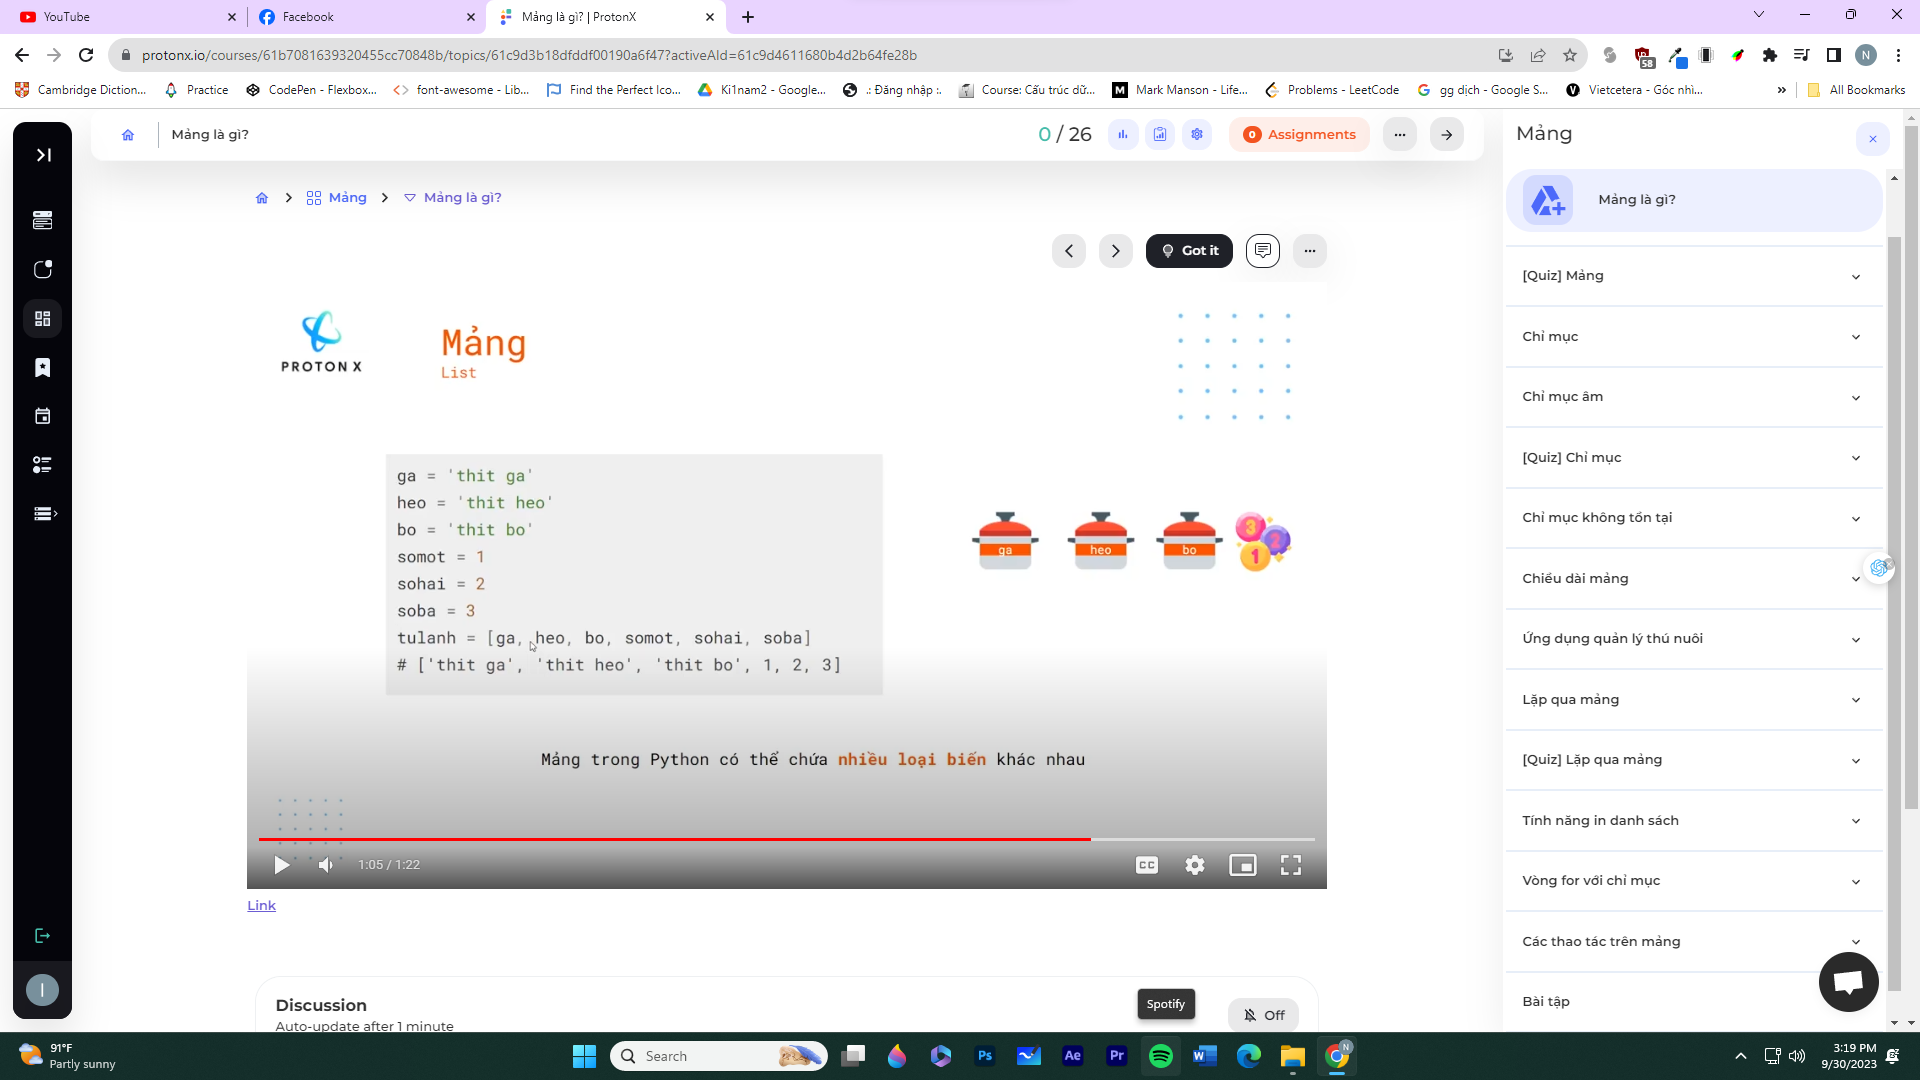 YouTube
Facebook
Mảng là gì? | ProtonX
protonx.io/courses/61b7081639320455cc70848b/topics/61c9d3b18dfddf00190a6f47?activeAId=61c9d4611680b4d2b64fe28b
58
N
Cambridge Diction...
Practice
CodePen - Flexbox...
font-awesome - Lib...
Find the Perfect Ico...
Ki1nam2 - Google...
.: Đăng nhập :.
Course: Cấu trúc dữ...
Mark Manson - Life...
Problems - LeetCode
gg dịch - Google S...
Vietcetera - Góc nhì...
»
All Bookmarks
Mảng là gì?
0 / 26
0 Assignments
Mảng
Mảng là gì?
Got it
PROTON X
Mảng
List
ga = 'thit ga'
heo = 'thit heo'
bo = 'thit bo'
somot = 1
sohai = 2
soba = 3
tulanh = [ga, heo, bo, somot, sohai, soba]
# ['thit ga', 'thit heo', 'thit bo', 1, 2, 3]
ga
heo
bo
3
2
1
Mảng trong Python có thể chứa nhiều loại biến khác nhau
1:05 / 1:22
CC
Link
Discussion
Auto-update after 1 minute
Spotify
Off
I
Mảng
Mảng là gì?
[Quiz] Mảng
Chỉ mục
Chỉ mục âm
[Quiz] Chỉ mục
Chỉ mục không tồn tại
Chiều dài mảng
Ứng dụng quản lý thú nuôi
Lặp qua mảng
[Quiz] Lặp qua mảng
Tính năng in danh sách
Vòng for với chỉ mục
Các thao tác trên mảng
Bài tập
91°F
Partly sunny
Search
Ps
Ae
Pr
W
N
3:19 PM
9/30/2023